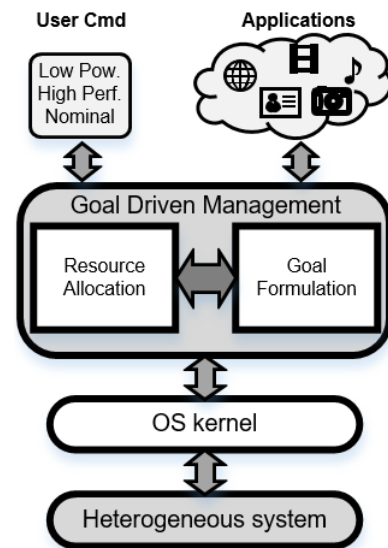 User Cmd
Applications
Low Pow.
High Perf.
Nominal
Goal Driven Management
Resource
Allocation
Goal
Formulation
OS kernel
Heterogeneous system